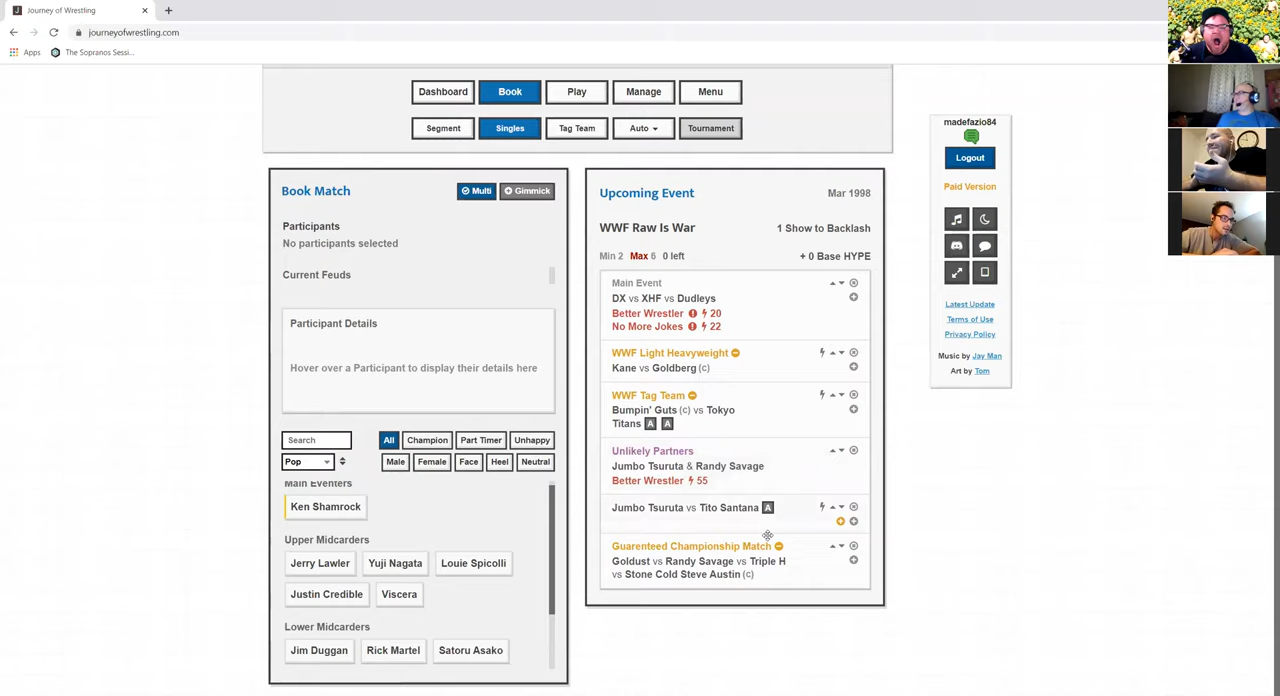 Journey of Wrestling
journeyofwrestling.com
Apps The Sopranos Sessi...
Dashboard Book Play Manage Menu
Segment Singles Tag Team Auto Tournament
Book Match Multi Gimmick
Participants
No participants selected
Current Feuds
Participant Details
Hover over a Participant to display their details here
Search All Champion Part Timer Unhappy
Pop Male Female Face Heel Neutral
Main Eventers
Ken Shamrock
Upper Midcarders
Jerry Lawler Yuji Nagata Louie Spicolli
Justin Credible Viscera
Lower Midcarders
Jim Duggan Rick Martel Satoru Asako
Upcoming Event Mar 1998
WWF Raw Is War 1 Show to Backlash
Min 2 Max 6 0 left + 0 Base HYPE
Main Event
DX vs XHF vs Dudleys
Better Wrestler 20
No More Jokes 22
WWF Light Heavyweight
Kane vs Goldberg (c)
WWF Tag Team
Bumpin' Guts (c) vs Tokyo
Titans A A
Unlikely Partners
Jumbo Tsuruta & Randy Savage
Better Wrestler 55
Jumbo Tsuruta vs Tito Santana A
Guarenteed Championship Match
Goldust vs Randy Savage vs Triple H
vs Stone Cold Steve Austin (c)
madefazio84
Logout
Paid Version
Latest Update
Terms of Use
Privacy Policy
Music by Jay Man
Art by Tom